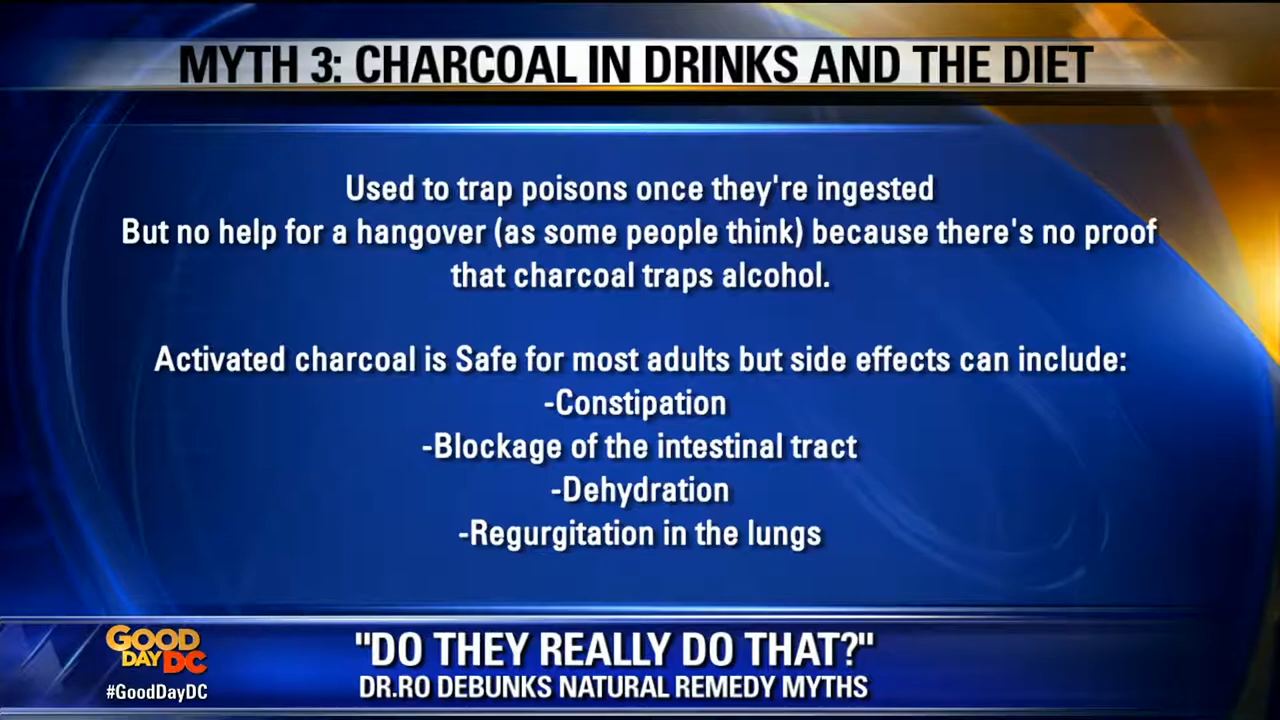 MYTH 3: CHARCOAL IN DRINKS AND THE DIET
Used to trap poisons once they're ingested
But no help for a hangover (as some people think) because there's no proof
that charcoal traps alcohol.
Activated charcoal is Safe for most adults but side effects can include:
-Constipation
-Blockage of the intestinal tract
-Dehydration
-Regurgitation in the lungs
GOOD
DAY DC
#GoodDayDC
"DO THEY REALLY DO THAT?"
DR.RO DEBUNKS NATURAL REMEDY MYTHS